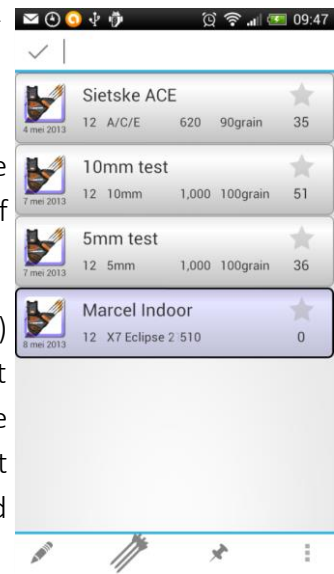 09:47
Sietske ACE
12 A/C/E 620 90grain 35
4 mei 2013
10mm test
12 10mm 1,000 100grain 51
7 mei 2013
5mm test
12 5mm 1,000 100grain 36
7 mei 2013
Marcel Indoor
12 X7 Eclipse 2 510 0
8 mei 2013